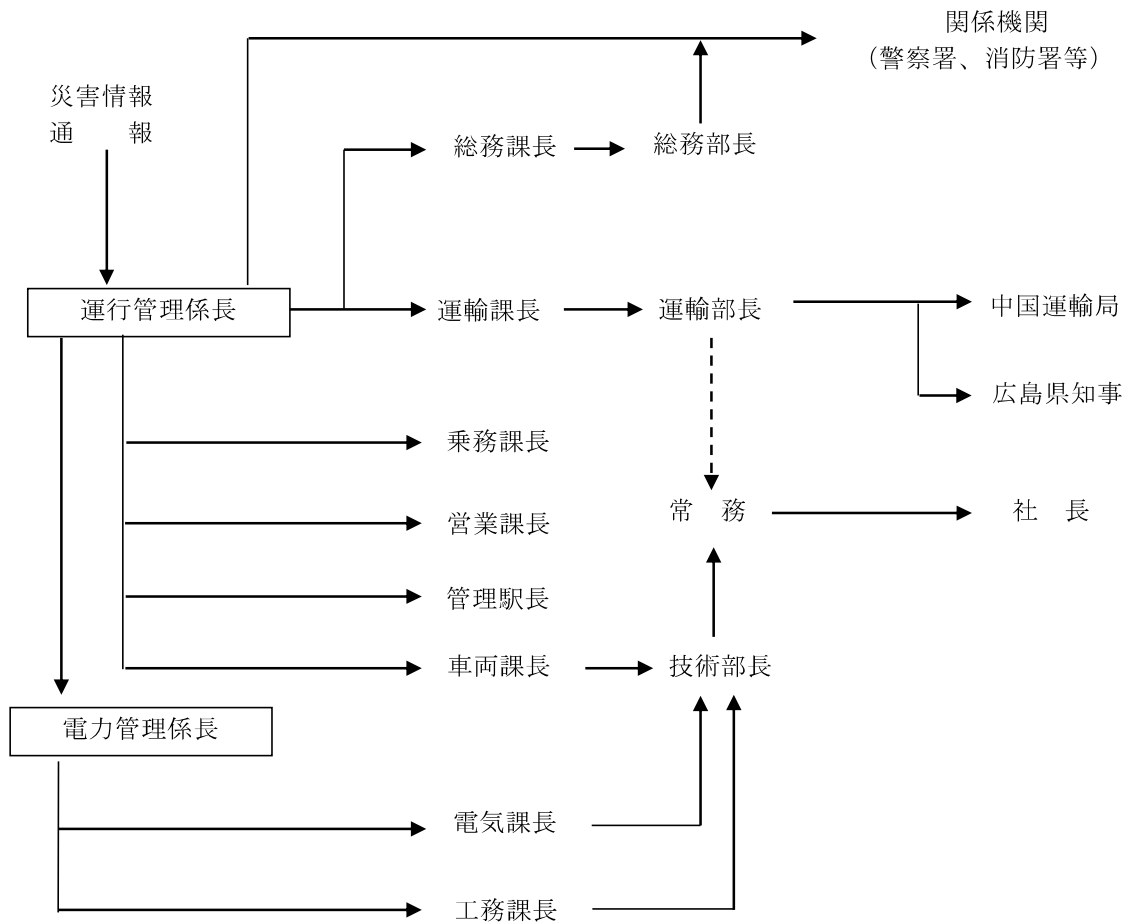 関係機関
（警察署、消防署等）
災害情報
通　　報
総務課長
総務部長
運行管理係長
運輸課長
運輸部長
中国運輸局
広島県知事
乗務課長
営業課長
常　務
社　長
管理駅長
車両課長
技術部長
電力管理係長
電気課長
工務課長